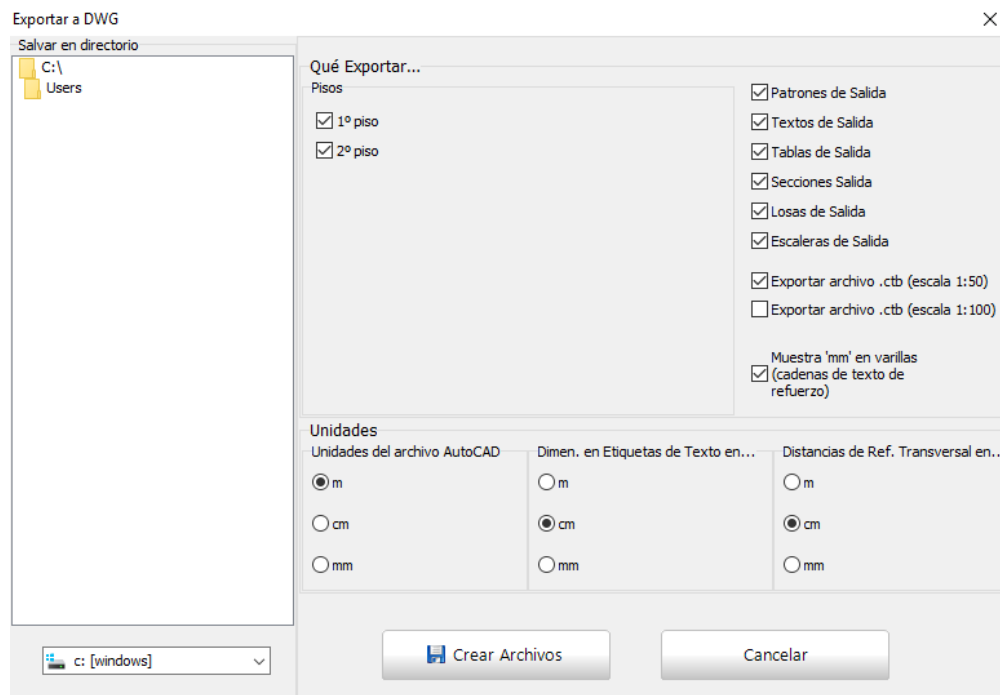 Exportar a DWG
Salvar en directorio
C:\
Users
c: [windows]
Qué Exportar...
Pisos
1º piso
2º piso
Patrones de Salida
Textos de Salida
Tablas de Salida
Secciones Salida
Losas de Salida
Escaleras de Salida
Exportar archivo .ctb (escala 1:50)
Exportar archivo .ctb (escala 1:100)
Muestra 'mm' en varillas
(cadenas de texto de
refuerzo)
Unidades
Unidades del archivo AutoCAD
m
cm
mm
Dimen. en Etiquetas de Texto en...
m
cm
mm
Distancias de Ref. Transversal en..
m
cm
mm
Crear Archivos
Cancelar